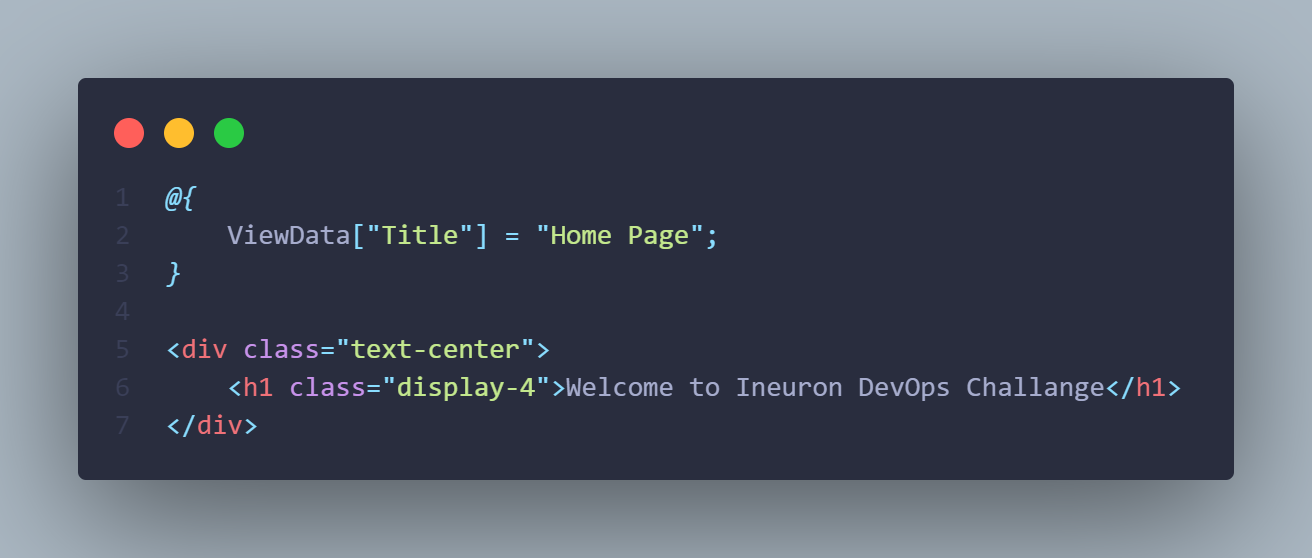 1 @{
2     ViewData["Title"] = "Home Page";
3 }
4
5 <div class="text-center">
6     <h1 class="display-4">Welcome to Ineuron DevOps Challange</h1>
7 </div>